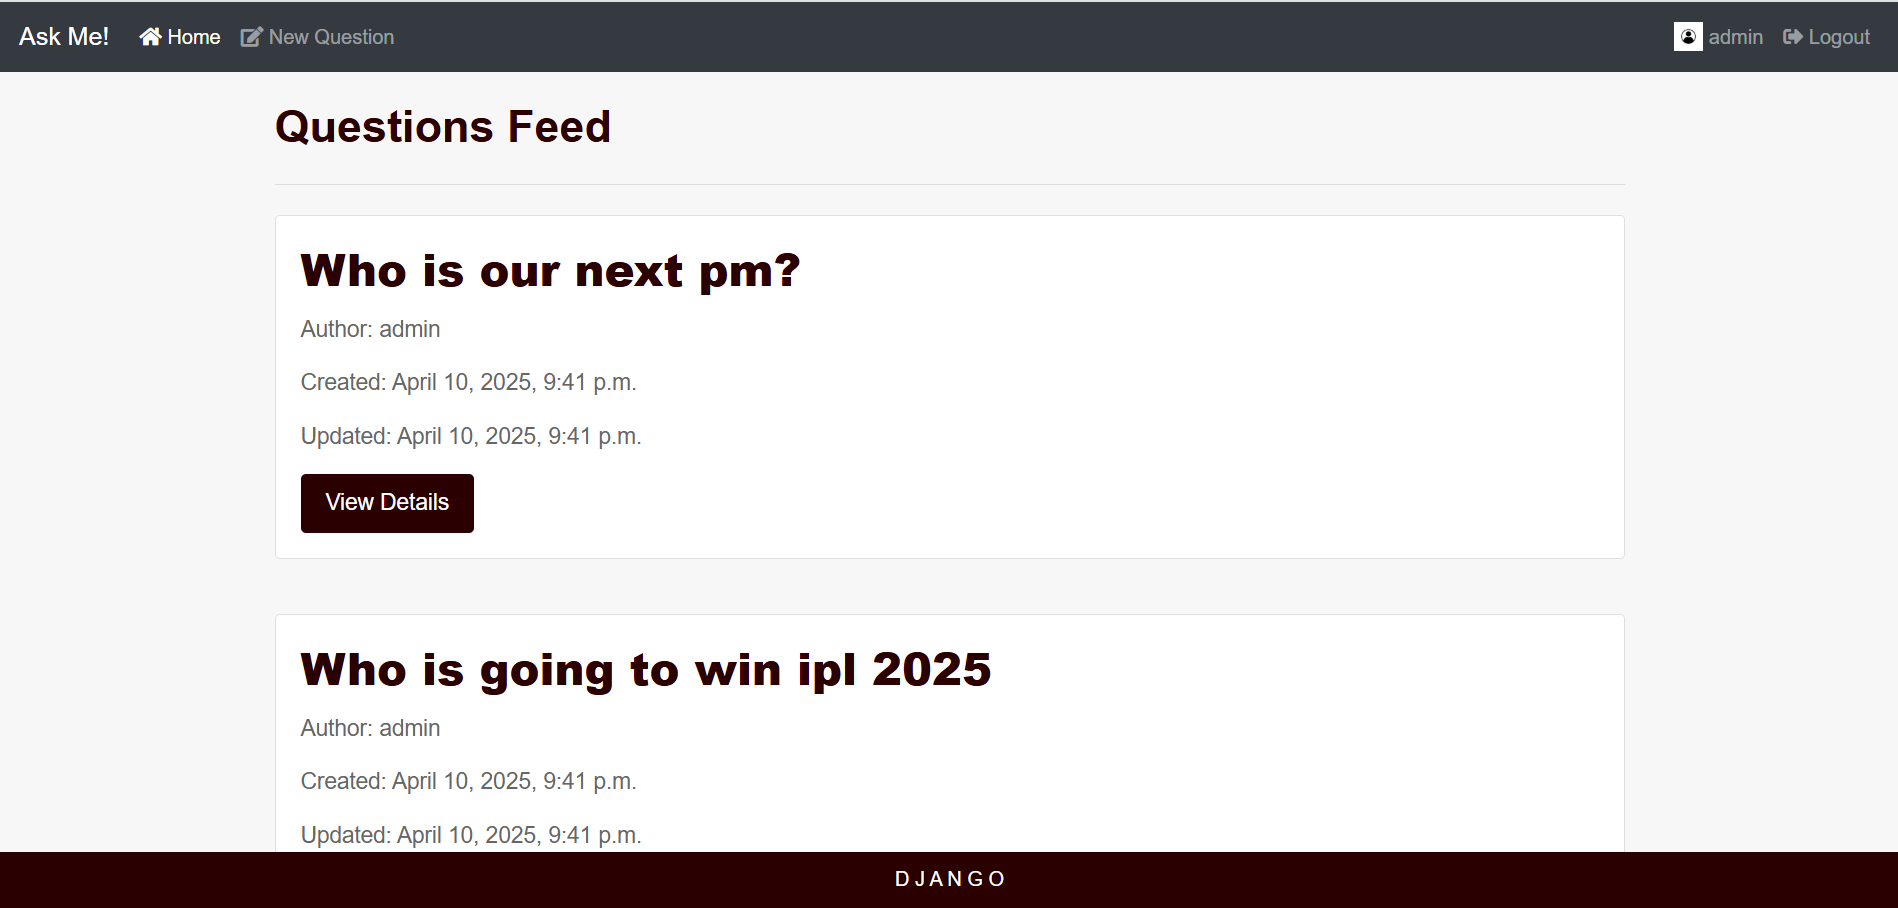 Ask Me! Home New Question admin Logout
Questions Feed
Who is our next pm?
Author: admin
Created: April 10, 2025, 9:41 p.m.
Updated: April 10, 2025, 9:41 p.m.
View Details
Who is going to win ipl 2025
Author: admin
Created: April 10, 2025, 9:41 p.m.
Updated: April 10, 2025, 9:41 p.m.
DJANGO